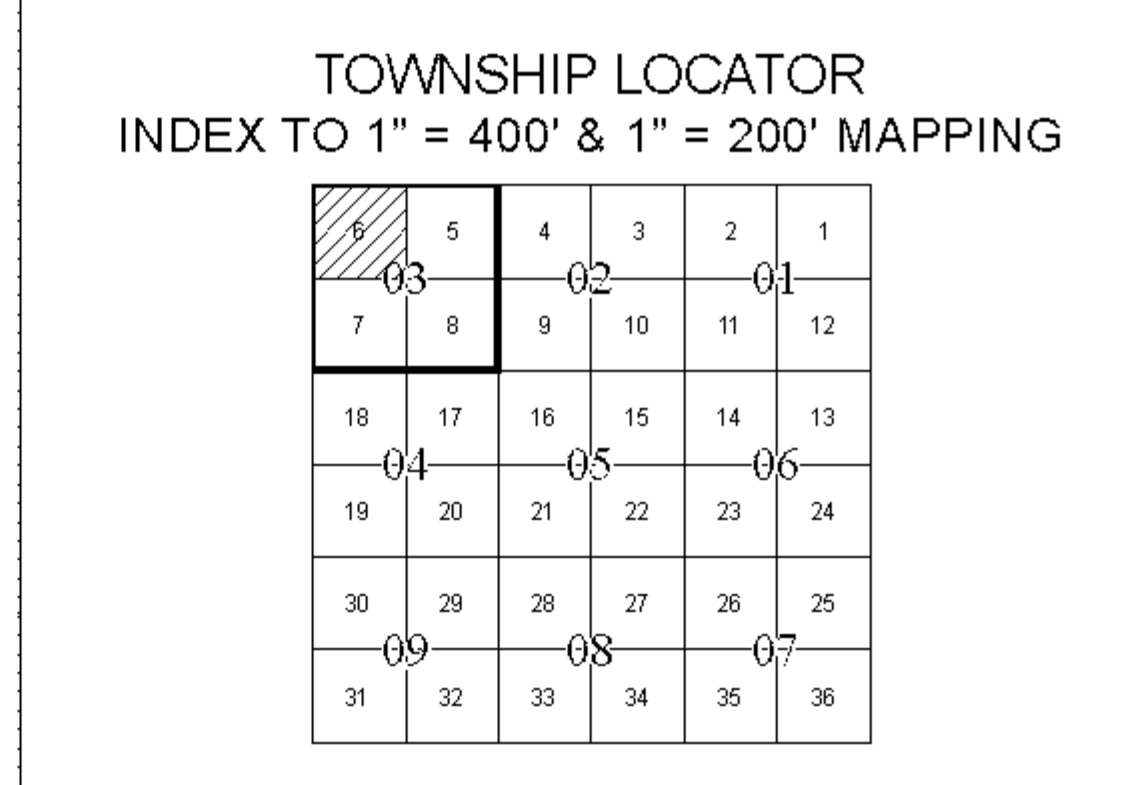 TOWNSHIP LOCATOR
INDEX TO 1” = 400' & 1” = 200' MAPPING
6 5 4 3 2 1
03 02 01
7 8 9 10 11 12
18 17 16 15 14 13
04 05 06
19 20 21 22 23 24
30 29 28 27 26 25
09 08 07
31 32 33 34 35 36